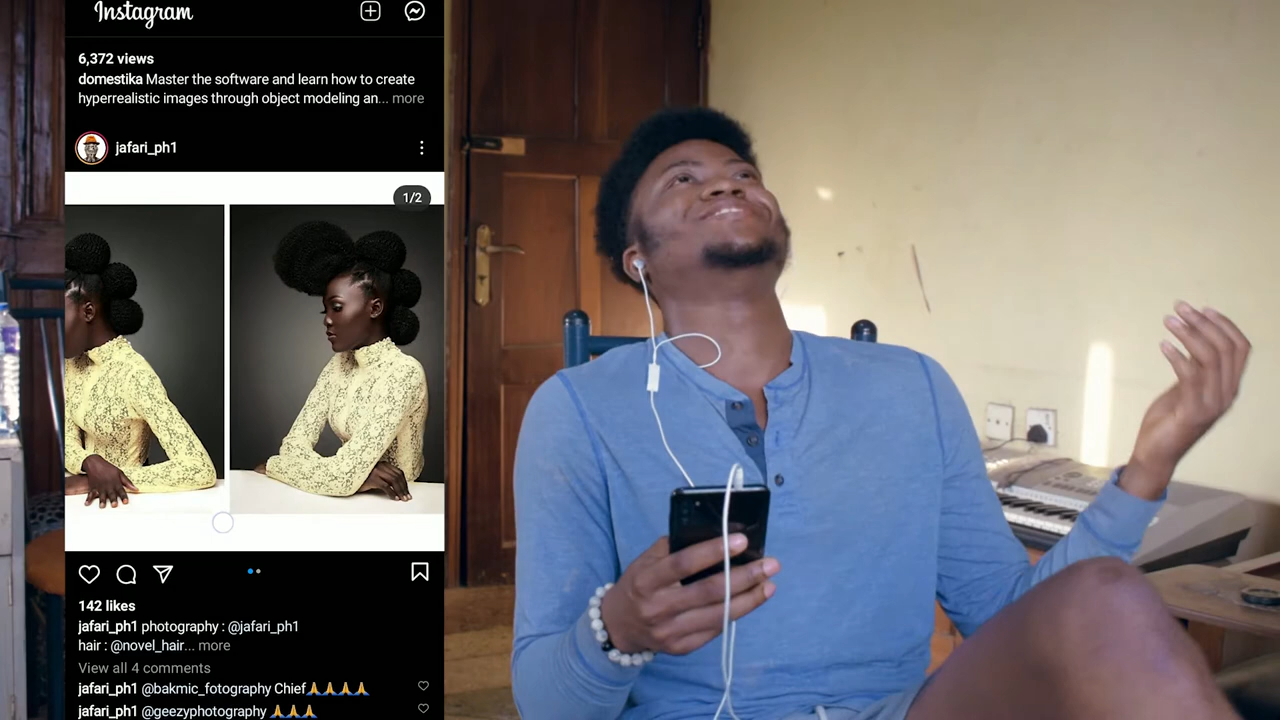 Instagram
6,372 views
domestika Master the software and learn how to create
hyperrealistic images through object modeling an... more
jafari_ph1
1/2
142 likes
jafari_ph1 photography : @jafari_ph1
hair : @novel_hair... more
View all 4 comments
jafari_ph1 @bakmic_fotography Chief🙏🙏🙏🙏
jafari_ph1 @geezyphotography 🙏🙏🙏